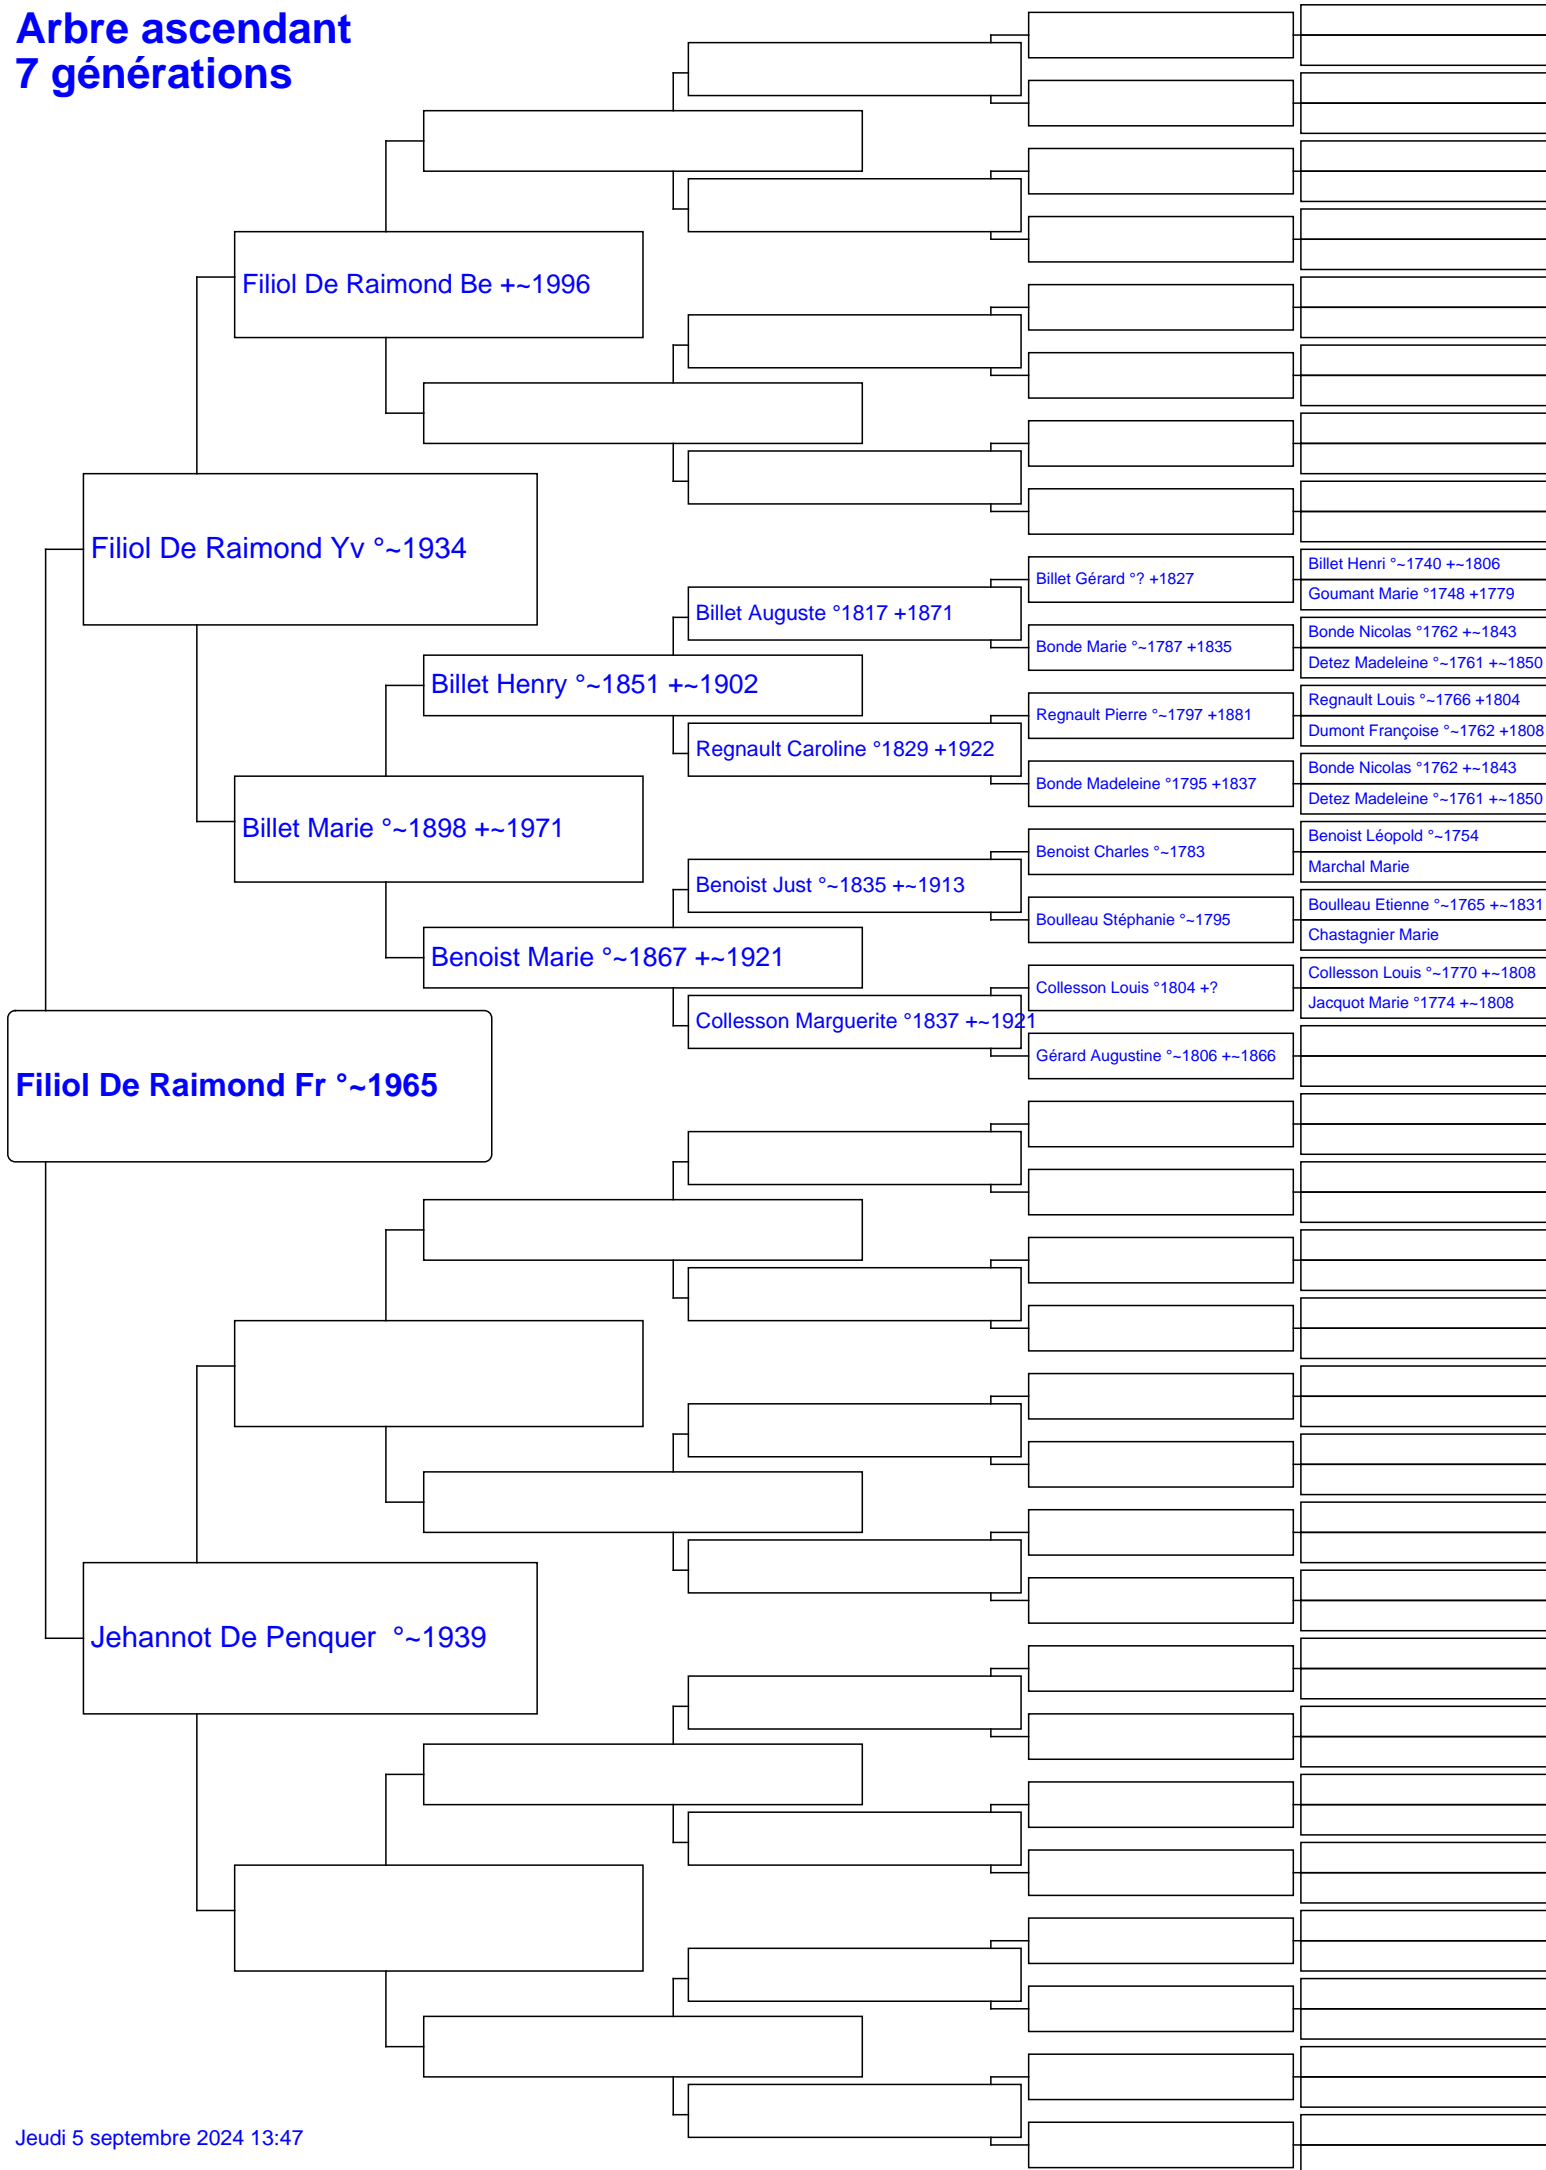 Arbre ascendant
7 générations
Filiol De Raimond Be +~1996
Filiol De Raimond Yv °~1934
Billet Henri °~1740 +~1806
Billet Gérard °? +1827
Goumant Marie °1748 +1779
Billet Auguste °1817 +1871
Bonde Nicolas °1762 +~1843
Bonde Marie °~1787 +1835
Detez Madeleine °~1761 +~1850
Billet Henry °~1851 +~1902
Regnault Louis °~1766 +1804
Regnault Pierre °~1797 +1881
Dumont Françoise °~1762 +1808
Regnault Caroline °1829 +1922
Bonde Nicolas °1762 +~1843
Bonde Madeleine °1795 +1837
Detez Madeleine °~1761 +~1850
Billet Marie °~1898 +~1971
Benoist Léopold °~1754
Benoist Charles °~1783
Marchal Marie
Benoist Just °~1835 +~1913
Boulleau Etienne °~1765 +~1831
Boulleau Stéphanie °~1795
Chastagnier Marie
Benoist Marie °~1867 +~1921
Collesson Louis °~1770 +~1808
Collesson Louis °1804 +?
Jacquot Marie °1774 +~1808
Collesson Marguerite °1837 +~1921
Gérard Augustine °~1806 +~1866
Filiol De Raimond Fr °~1965
Jehannot De Penquer  °~1939
Jeudi 5 septembre 2024 13:47